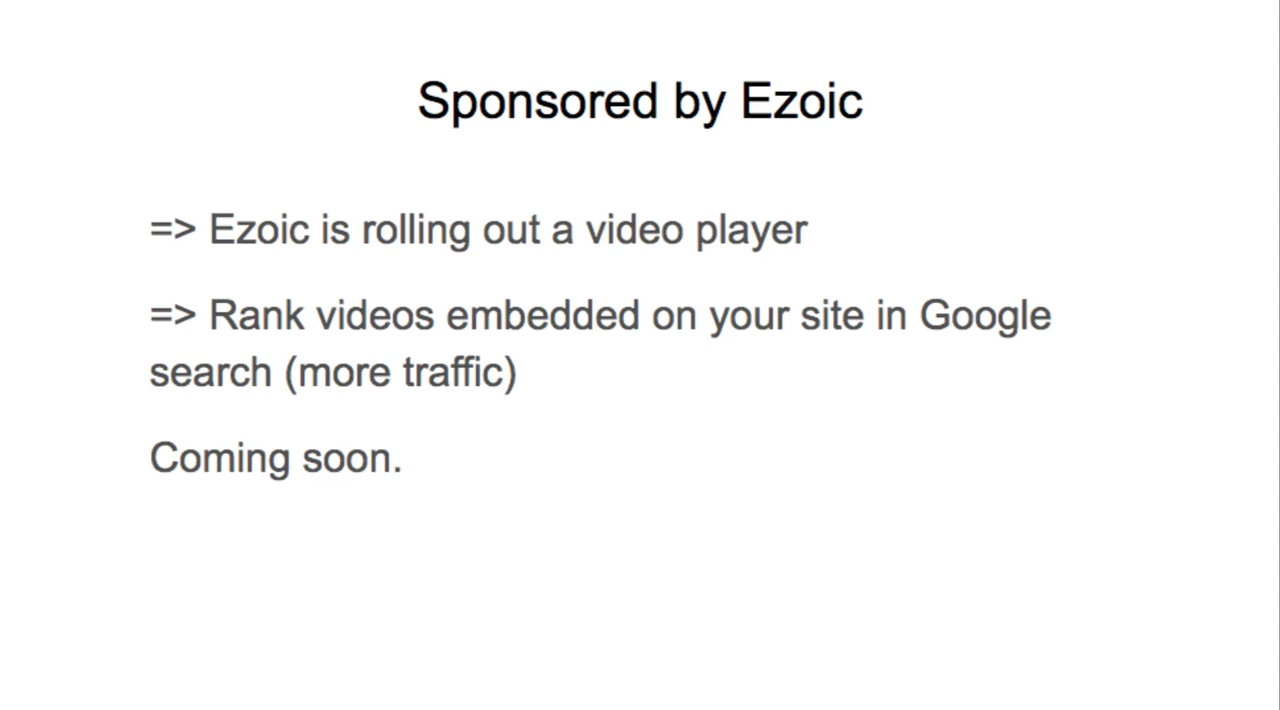 Sponsored by Ezoic
=> Ezoic is rolling out a video player
=> Rank videos embedded on your site in Google
search (more traffic)
Coming soon.